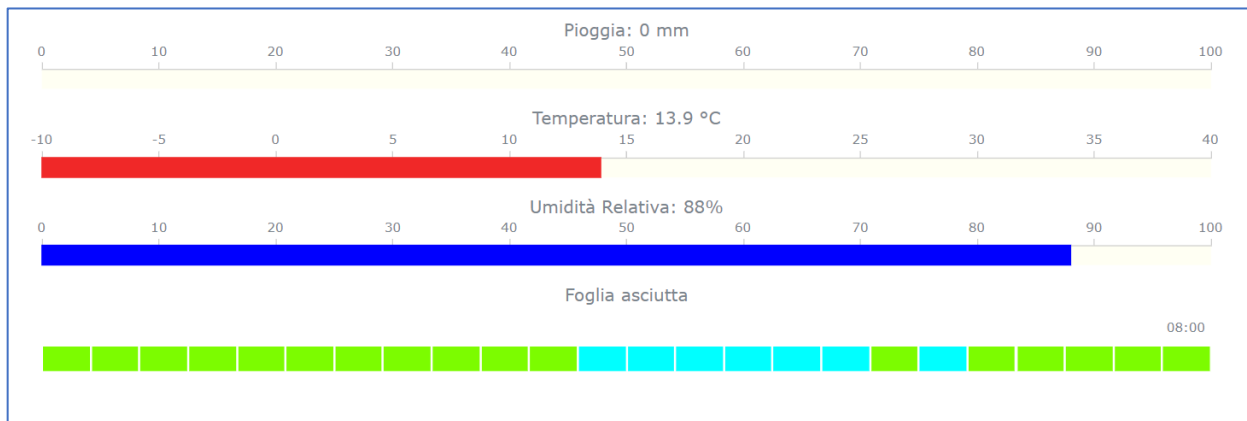 Pioggia: 0 mm
0 10 20 30 40 50 60 70 80 90 100
Temperatura: 13.9 °C
-10 -5 0 5 10 15 20 25 30 35 40
Umidità Relativa: 88%
0 10 20 30 40 50 60 70 80 90 100
Foglia asciutta
08:00